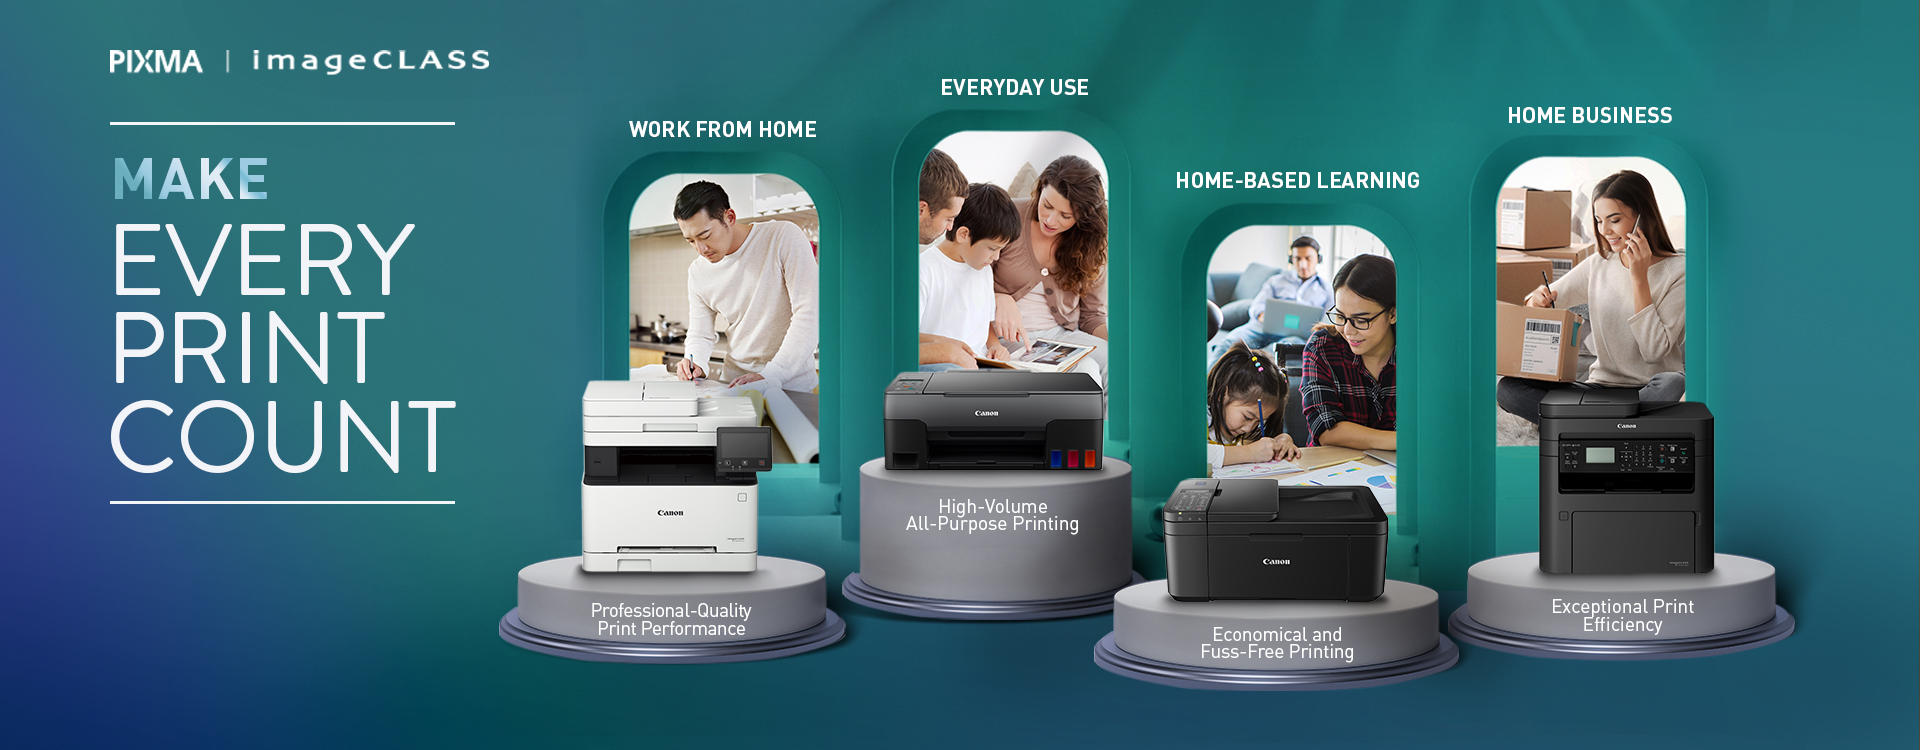 PIXMA | imageCLASS
MAKE
EVERY
PRINT
COUNT
WORK FROM HOME
Canon
Professional-Quality
Print Performance
EVERYDAY USE
Canon
High-Volume
All-Purpose Printing
HOME-BASED LEARNING
Canon
Economical and
Fuss-Free Printing
HOME BUSINESS
Canon
Exceptional Print
Efficiency